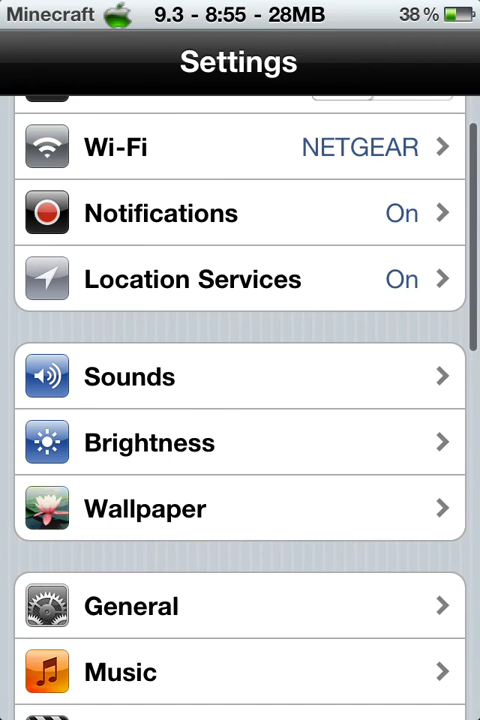 Minecraft 9.3 - 8:55 - 28MB 38 %
Settings
Wi-Fi NETGEAR
Notifications On
Location Services On
Sounds
Brightness
Wallpaper
General
Music